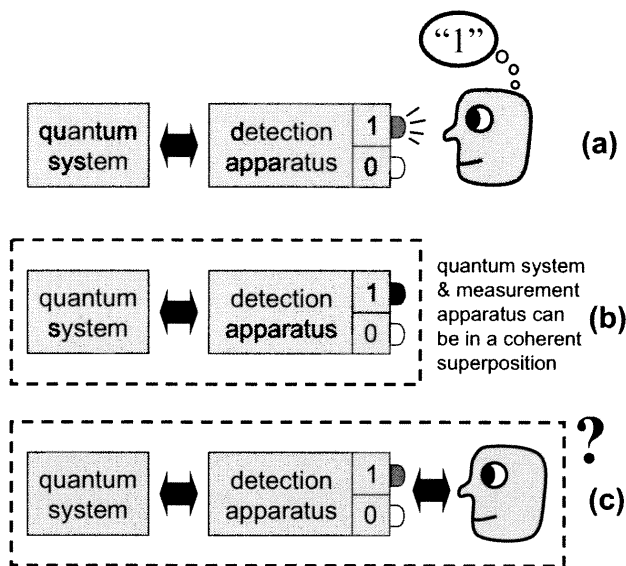 “1”
quantum
system
detection
apparatus
1
0
(a)
quantum
system
detection
apparatus
1
0
quantum system
& measurement
apparatus can
be in a coherent
superposition
(b)
quantum
system
detection
apparatus
1
0
?
(c)